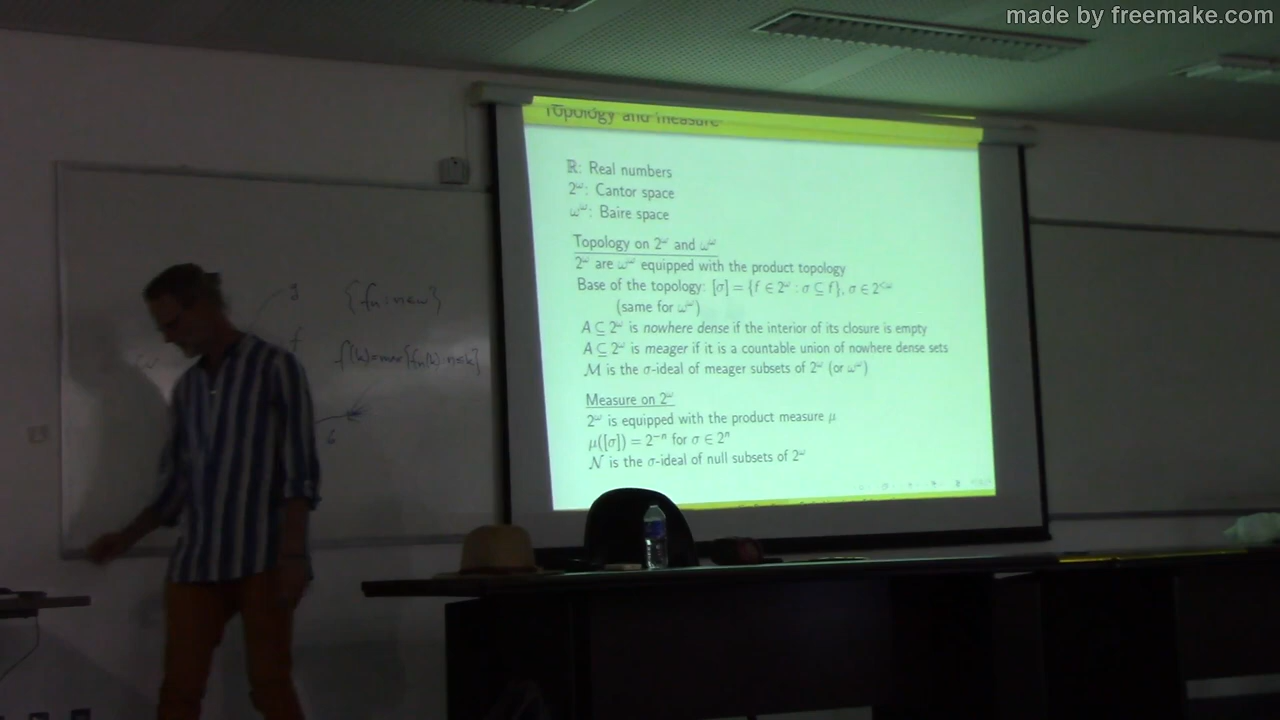 made by freemake.com
Topology and measure
ℝ: Real numbers
2^ω: Cantor space
ω^ω: Baire space
Topology on 2^ω and ω^ω
2^ω are ω^ω equipped with the product topology
Base of the topology: [σ] = {f ∈ 2^ω : σ ⊆ f}, σ ∈ 2^{<ω}
(same for ω^ω)
A ⊆ 2^ω is nowhere dense if the interior of its closure is empty
A ⊆ 2^ω is meager if it is a countable union of nowhere dense sets
ℳ is the σ-ideal of meager subsets of 2^ω (or ω^ω)
Measure on 2^ω
2^ω is equipped with the product measure μ
μ([σ]) = 2^{-n} for σ ∈ 2^n
𝒩 is the σ-ideal of null subsets of 2^ω
g
{f_n : n∈ω}
f
f(k)=max{f_n(k) : n≤k}